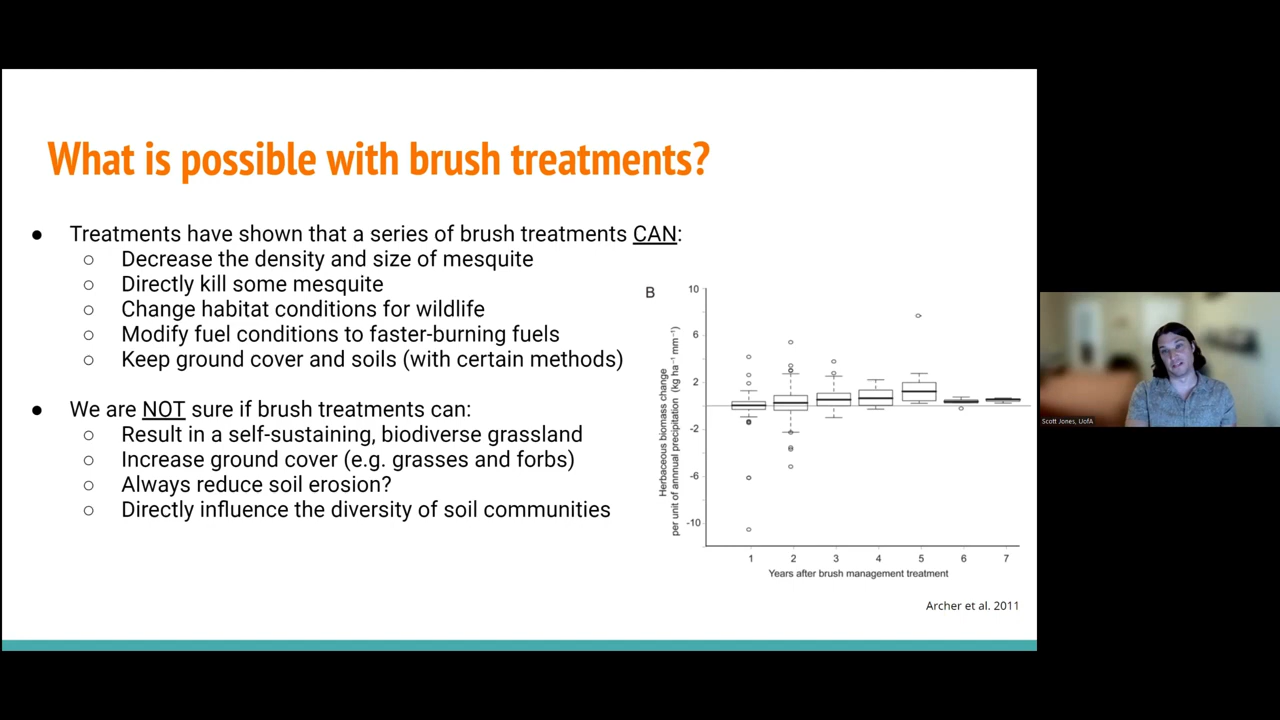 What is possible with brush treatments?
● Treatments have shown that a series of brush treatments CAN:
○ Decrease the density and size of mesquite
○ Directly kill some mesquite
○ Change habitat conditions for wildlife
○ Modify fuel conditions to faster-burning fuels
○ Keep ground cover and soils (with certain methods)
● We are NOT sure if brush treatments can:
○ Result in a self-sustaining, biodiverse grassland
○ Increase ground cover (e.g. grasses and forbs)
○ Always reduce soil erosion?
○ Directly influence the diversity of soil communities
B
Herbaceous biomass change
per unit of annnual precipitation (kg ha⁻¹ mm⁻¹)
10
6
2
-2
-6
-10
1 2 3 4 5 6 7
Years after brush management treatment
Archer et al. 2011
Scott Jones, UofA